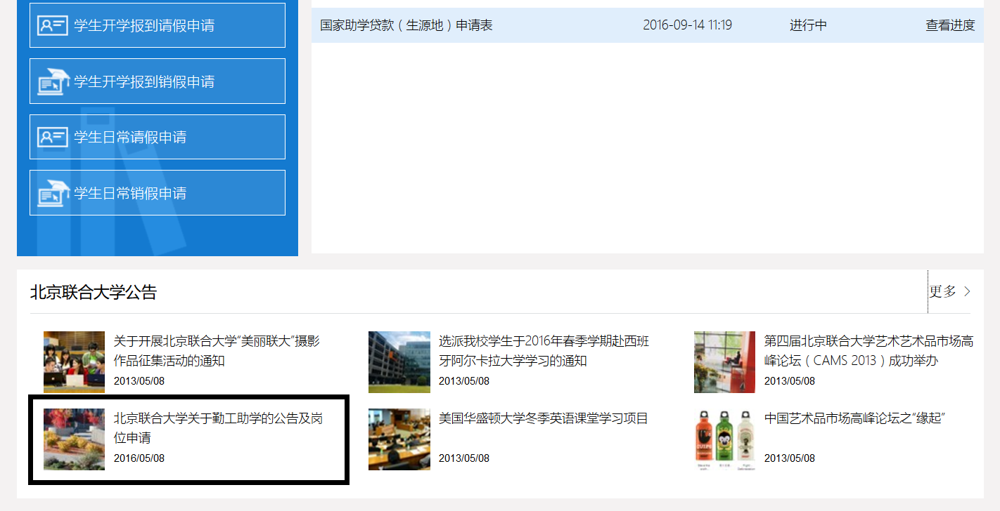 学生开学报到请假申请
学生开学报到销假申请
学生日常请假申请
学生日常销假申请
国家助学贷款（生源地）申请表 2016-09-14 11:19 进行中 查看进度
北京联合大学公告 更多
关于开展北京联合大学“美丽联大”摄影
作品征集活动的通知
2013/05/08
选派我校学生于2016年春季学期赴西班
牙阿尔卡拉大学学习的通知
2013/05/08
第四届北京联合大学艺术艺术品市场高
峰论坛（CAMS 2013）成功举办
2013/05/08
北京联合大学关于勤工助学的公告及岗
位申请
2016/05/08
美国华盛顿大学冬季英语课堂学习项目
2013/05/08
中国艺术品市场高峰论坛之“缘起”
2013/05/08